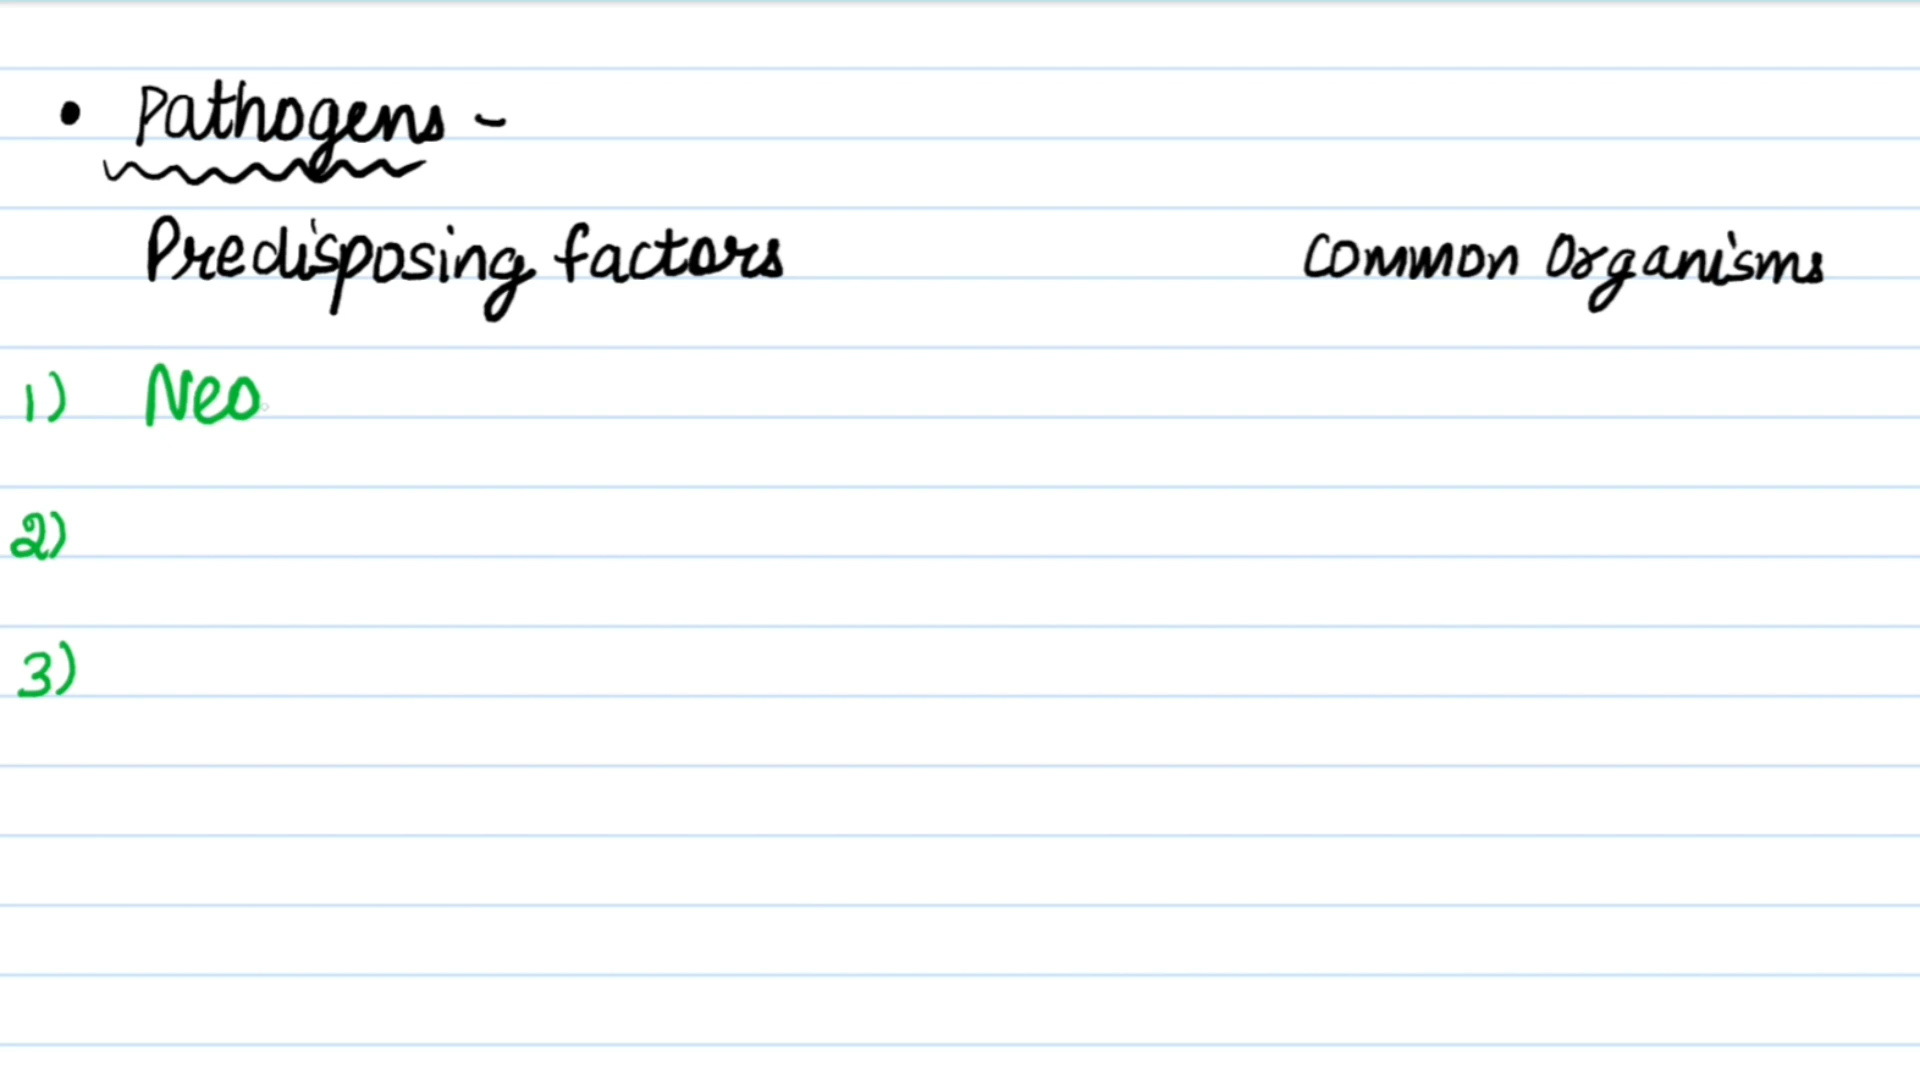 • Pathogens -
Predisposing factors Common Organisms
1) Neo
2)
3)